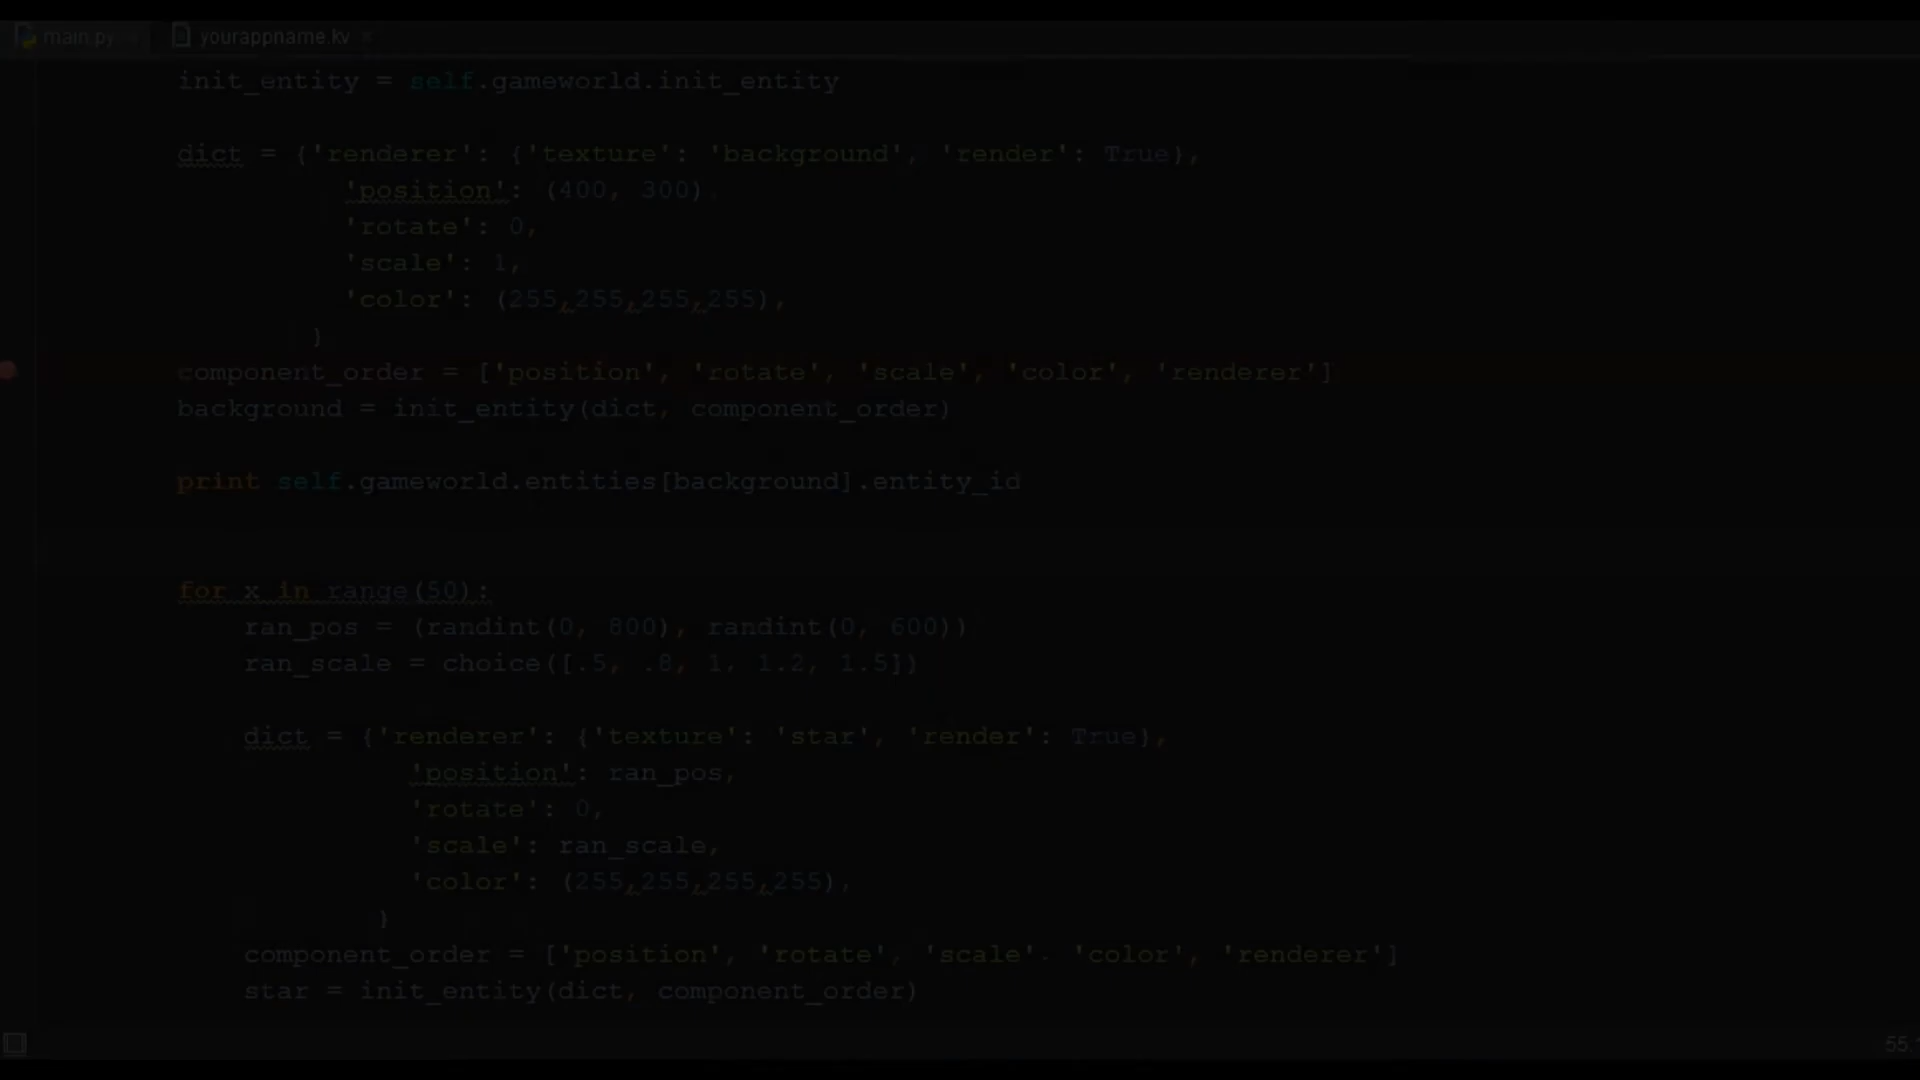 main.py yourappname.kv
init_entity = self.gameworld.init_entity
dict = {'renderer': {'texture': 'background', 'render': True},
'position': (400, 300),
'rotate': 0,
'scale': 1,
'color': (255,255,255,255),
}
component_order = ['position', 'rotate', 'scale', 'color', 'renderer']
background = init_entity(dict, component_order)
print self.gameworld.entities[background].entity_id
for x in range(50):
ran_pos = (randint(0, 800), randint(0, 600))
ran_scale = choice([.5, .8, 1, 1.2, 1.5])
dict = {'renderer': {'texture': 'star', 'render': True},
'position': ran_pos,
'rotate': 0,
'scale': ran_scale,
'color': (255,255,255,255),
}
component_order = ['position', 'rotate', 'scale', 'color', 'renderer']
star = init_entity(dict, component_order)